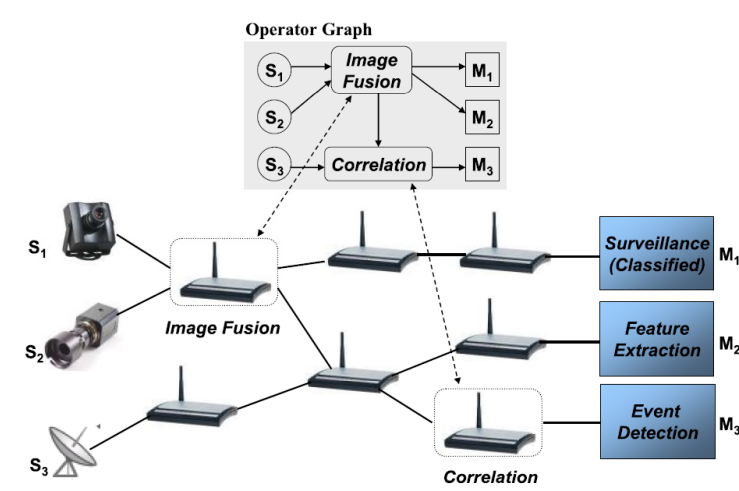 Operator Graph
S1
Image
Fusion
M1
S2
M2
S3
Correlation
M3
S1
Surveillance
(Classified)
M1
Image Fusion
S2
Feature
Extraction
M2
Event
Detection
M3
S3
Correlation